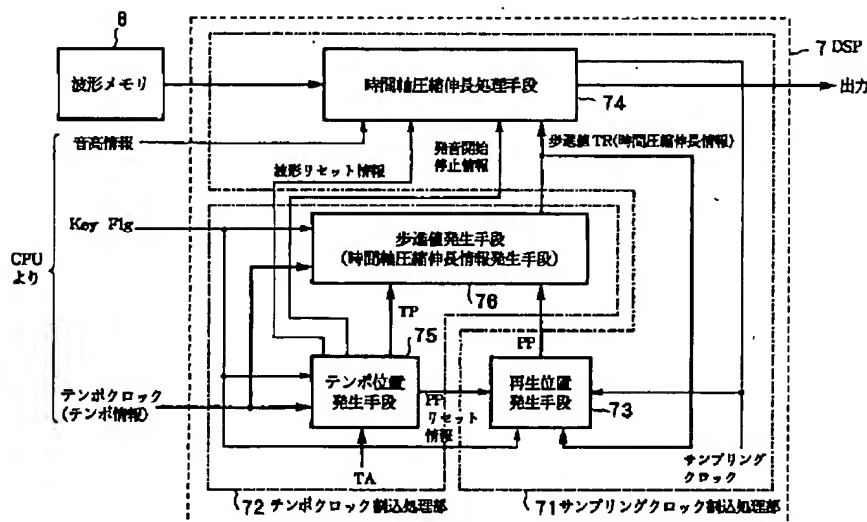 8
7 DSP
波形メモリ
時間軸圧縮伸長処理手段
出力
74
音高情報
波形リセット情報
発音開始
停止情報
歩進値TR(時間圧縮伸長情報)
Key Flg
CPU
より
歩進値発生手段
(時間軸圧縮伸長情報発生手段)
76
TP
PP
75
テンポ位置
発生手段
再生位置
発生手段
73
テンポクロック
(テンポ情報)
PP
リセット
情報
TA
サンプリング
クロック
72 テンポクロック割込処理部
71サンプリングクロック割込処理部